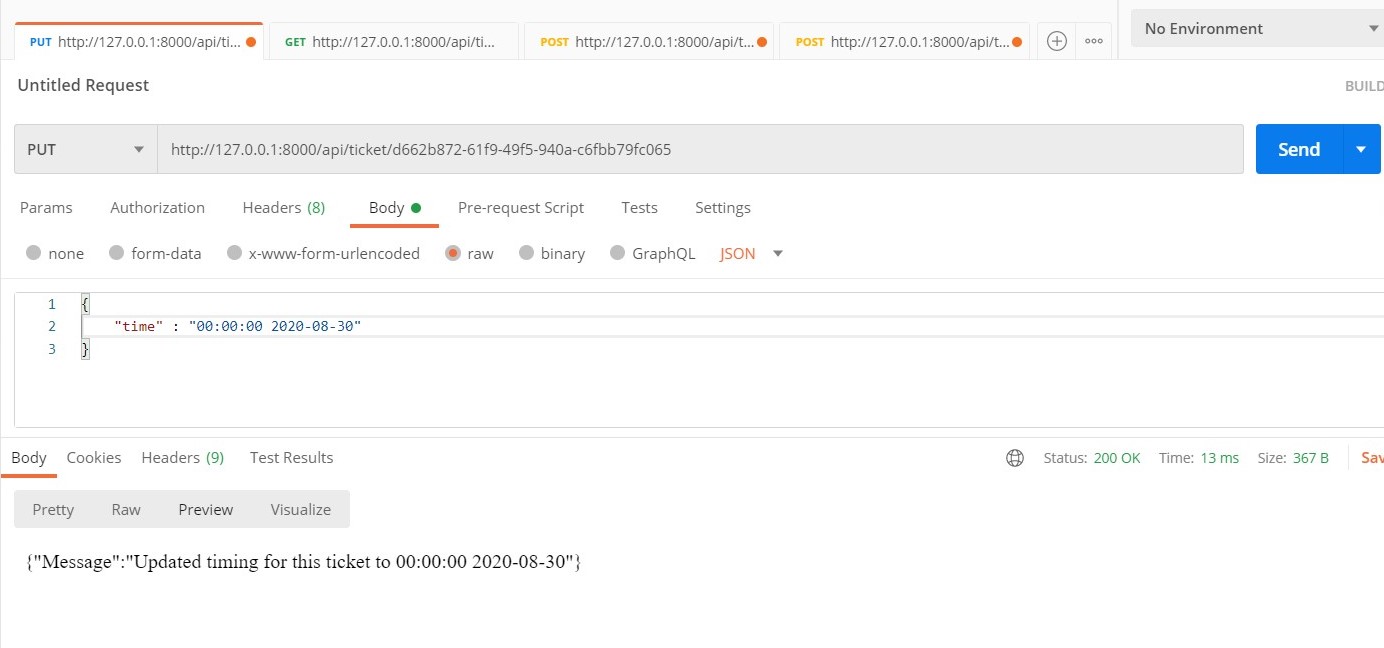 PUT http://127.0.0.1:8000/api/ti... GET http://127.0.0.1:8000/api/ti... POST http://127.0.0.1:8000/api/t... POST http://127.0.0.1:8000/api/t... No Environment
Untitled Request BUILD
PUT http://127.0.0.1:8000/api/ticket/d662b872-61f9-49f5-940a-c6fbb79fc065 Send
Params Authorization Headers (8) Body Pre-request Script Tests Settings
none form-data x-www-form-urlencoded raw binary GraphQL JSON
1 {
2 "time" : "00:00:00 2020-08-30"
3 }
Body Cookies Headers (9) Test Results Status: 200 OK Time: 13 ms Size: 367 B Sav
Pretty Raw Preview Visualize
{"Message":"Updated timing for this ticket to 00:00:00 2020-08-30"}